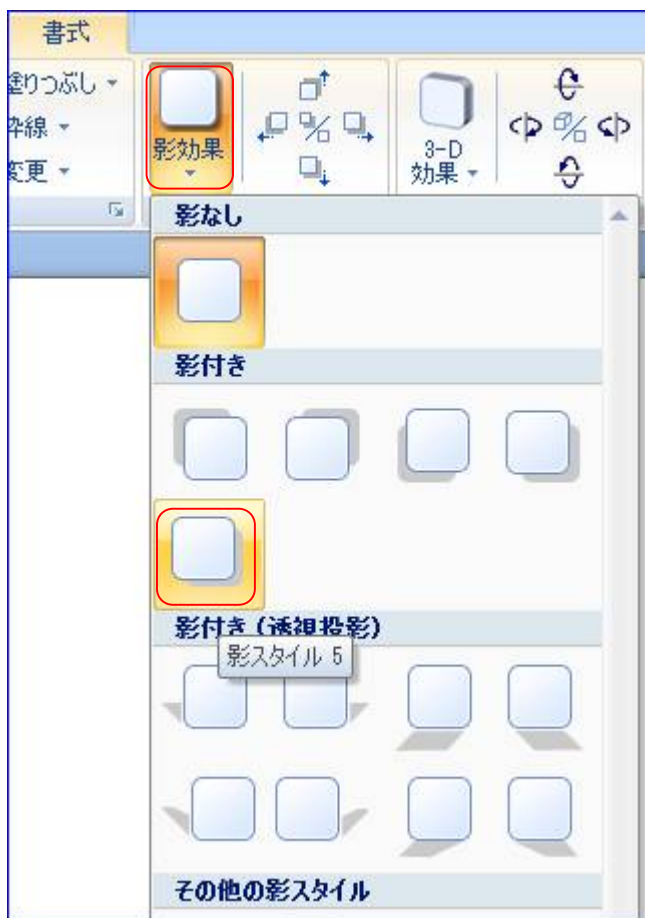 書式
塗りつぶし
枠線
変更
影効果
3-D
効果
影なし
影付き
影付き (透視投影)
影スタイル 5
その他の影スタイル